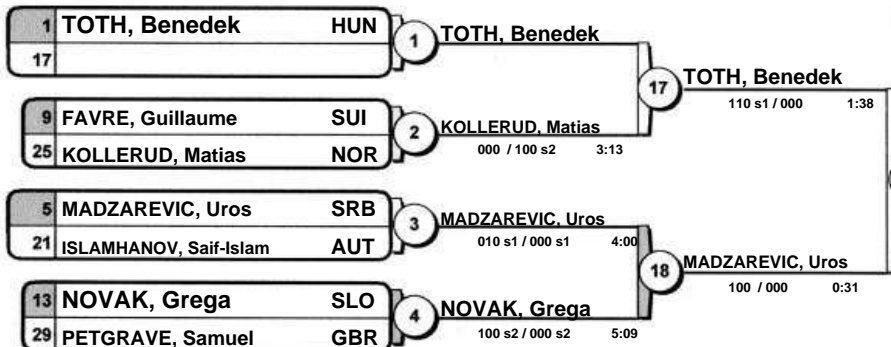 1 TOTH, Benedek HUN
17
1
TOTH, Benedek
9 FAVRE, Guillaume SUI
25 KOLLERUD, Matias NOR
2
KOLLERUD, Matias
000 / 100 s2 3:13
17
TOTH, Benedek
110 s1 / 000 1:38
5 MADZAREVIC, Uros SRB
21 ISLAMHANOV, Saif-Islam AUT
3
MADZAREVIC, Uros
010 s1 / 000 s1 4:00
13 NOVAK, Grega SLO
29 PETGRAVE, Samuel GBR
4
NOVAK, Grega
100 s2 / 000 s2 5:09
18
MADZAREVIC, Uros
100 / 000 0:31